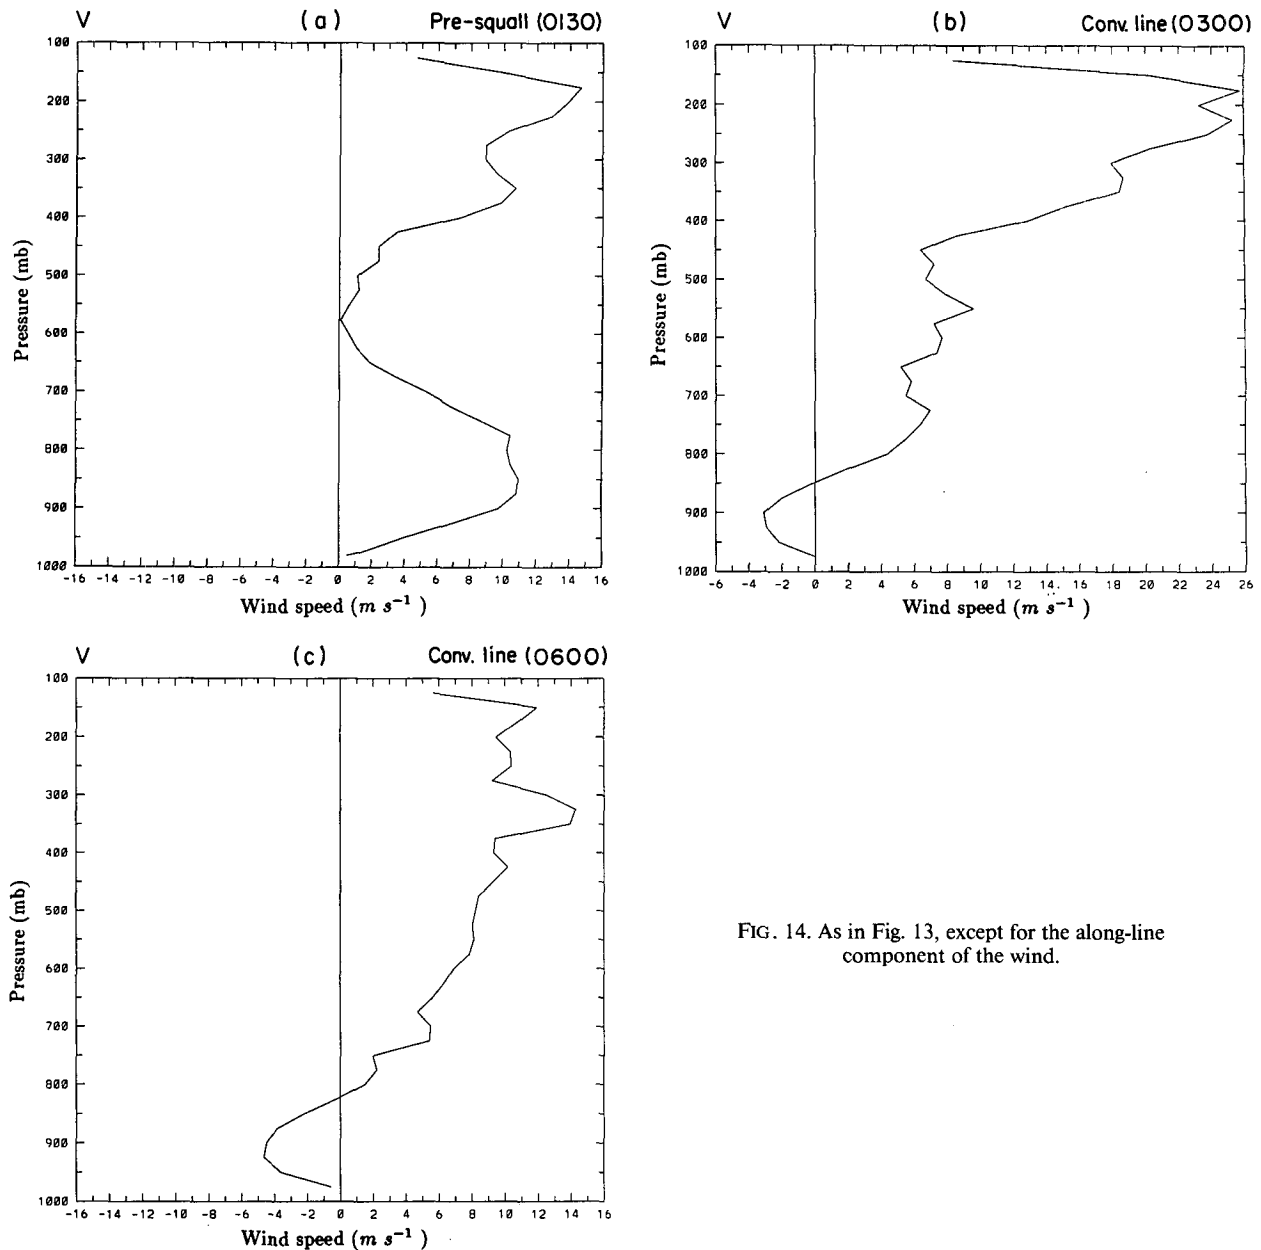 V (a) Pre-squall (0130)
100
200
300
400
500
600
700
800
900
1000
Pressure (mb)
-16 -14 -12 -10 -8 -6 -4 -2 0 2 4 6 8 10 12 14 16
Wind speed (m s⁻¹ )
V (b) Conv. line (0300)
100
200
300
400
500
600
700
800
900
1000
Pressure (mb)
-6 -4 -2 0 2 4 6 8 10 12 14. 16 18 20 22 24 26
Wind speed (m s⁻¹ )
V (c) Conv. line (0600)
100
200
300
400
500
600
700
800
900
1000
Pressure (mb)
-16 -14 -12 -10 -8 -6 -4 -2 0 2 4 6 8 10 12 14 16
Wind speed (m s⁻¹ )
FIG. 14. As in Fig. 13, except for the along-line
component of the wind.